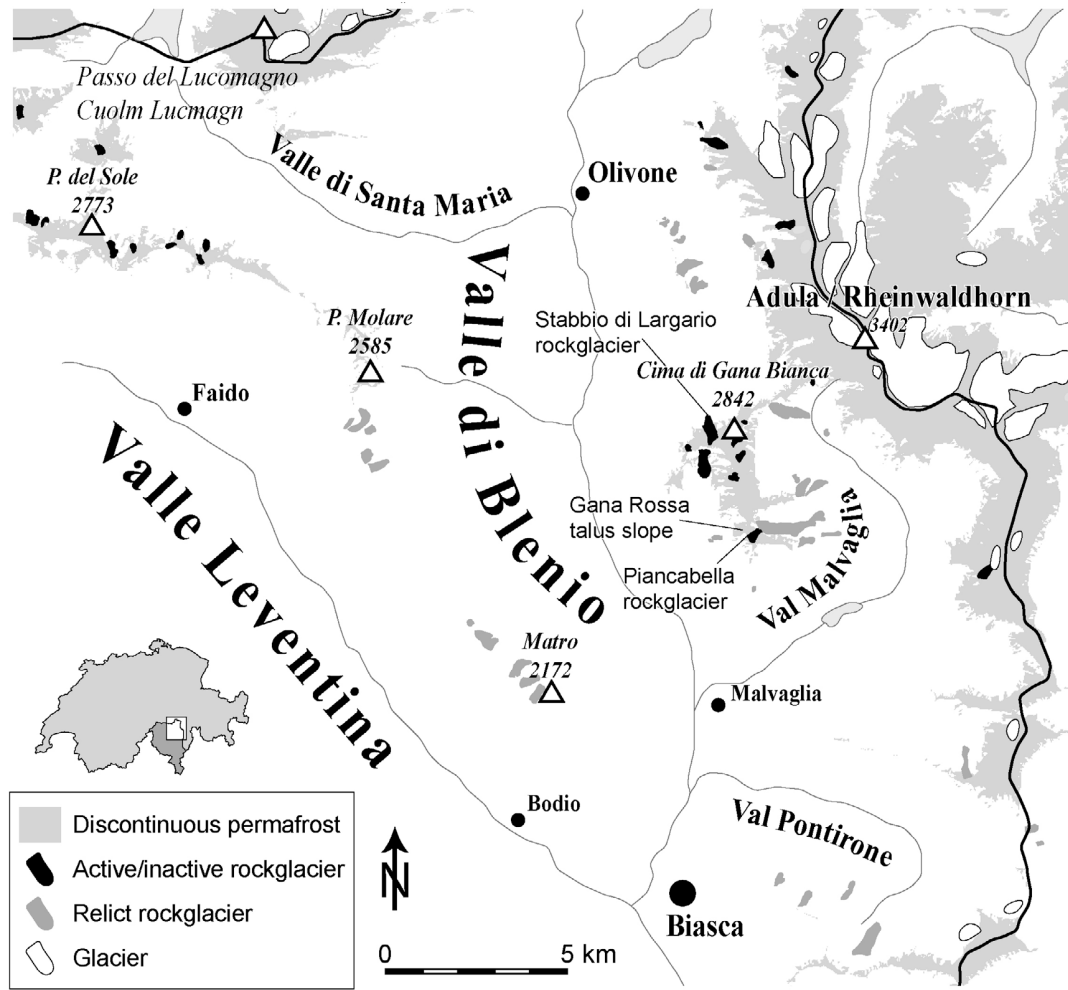 Passo del Lucomagno
Cuolm Lucmagn
P. del Sole
2773
Valle di Santa Maria
Olivone
Valle di Blenio
Adula / Rheinwaldhorn
3402
Stabbio di Largario
rockglacier
P. Molare
2585
Cima di Gana Bianca
2842
Faido
Valle Leventina
Gana Rossa
talus slope
Piancabella
rockglacier
Val Malvaglia
Matro
2172
Malvaglia
Bodio
Val Pontirone
Biasca
Discontinuous permafrost
Active/inactive rockglacier
Relict rockglacier
Glacier
N
0 5 km